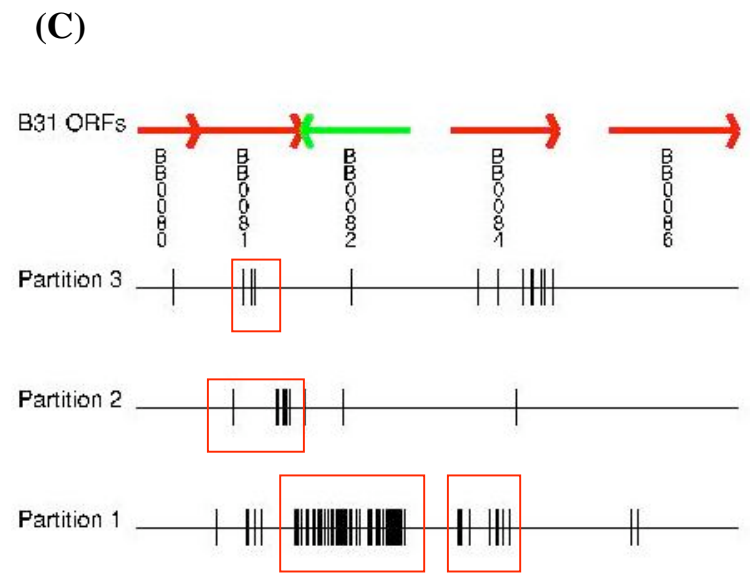 (C)
B31 ORFs
BB0080
BB0081
BB0082
BB0084
BB0086
Partition 3
Partition 2
Partition 1